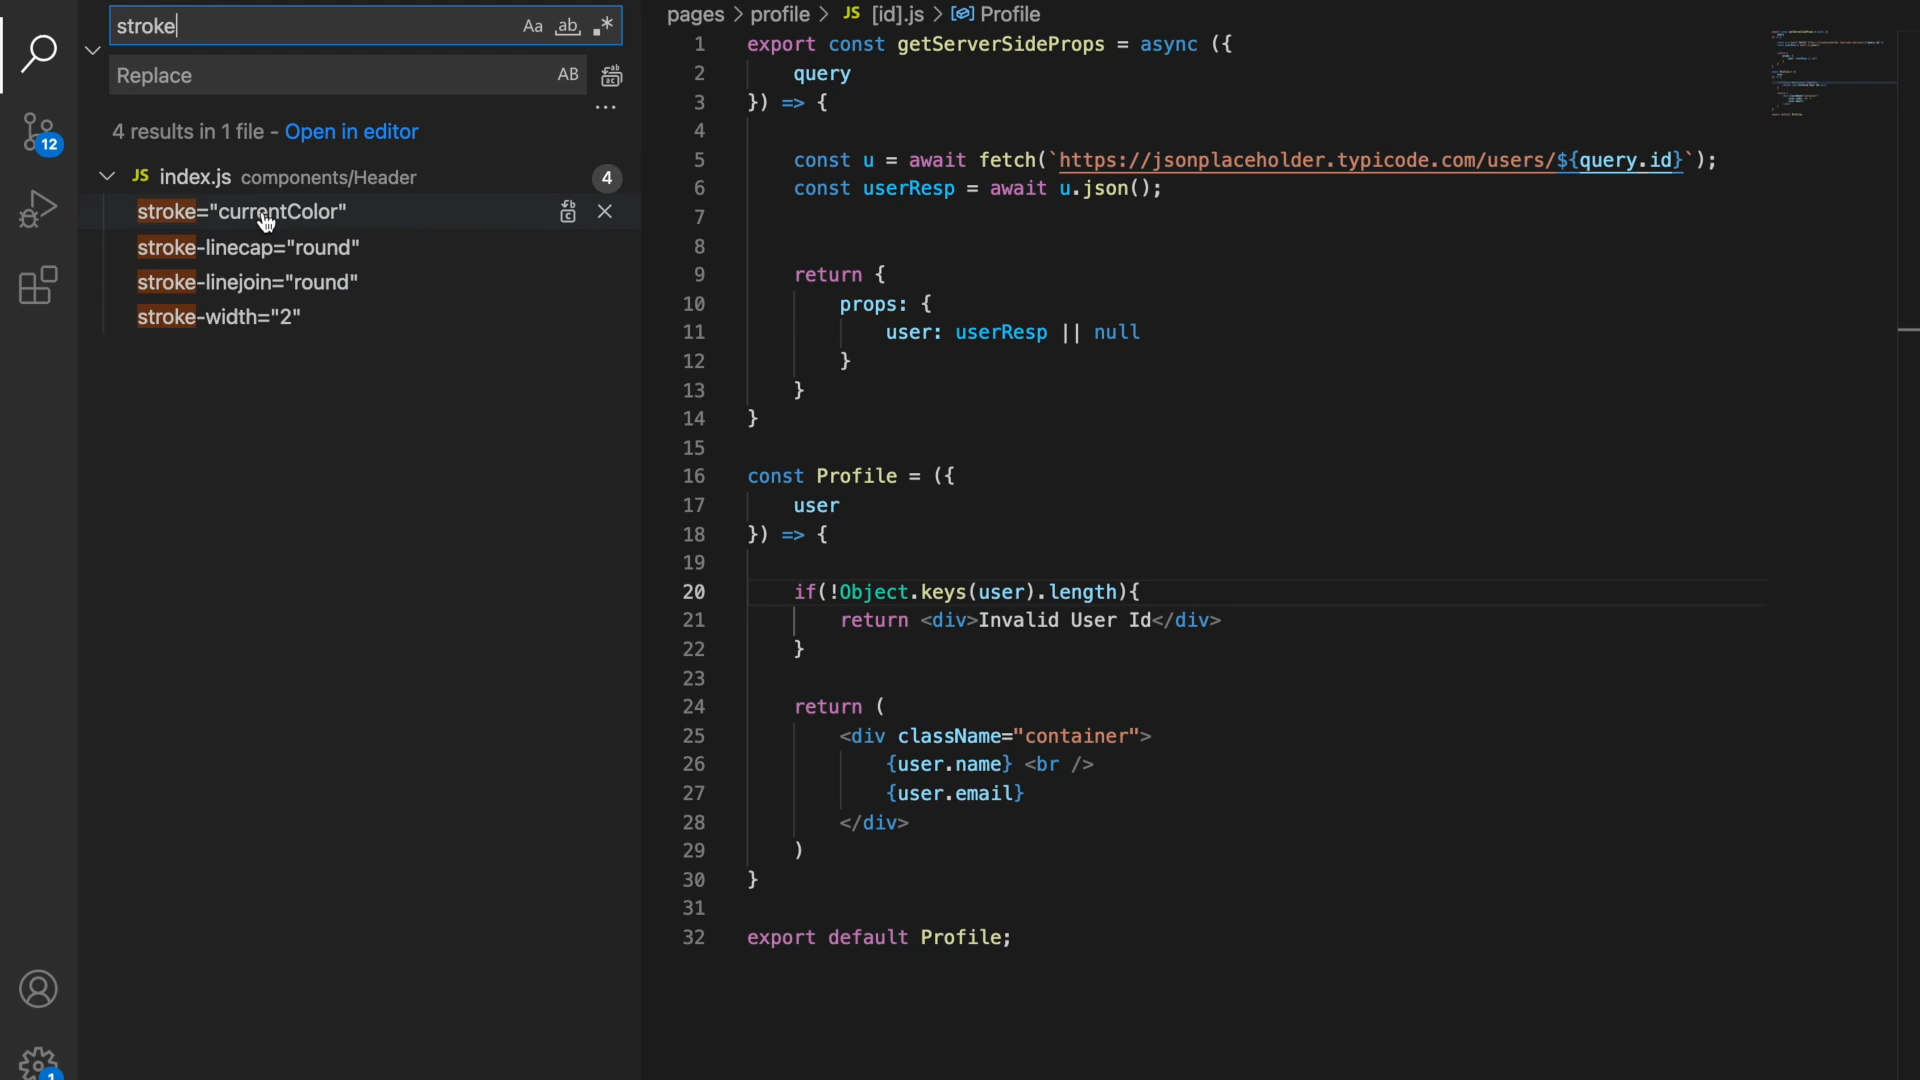 stroke
Aa ab .*
Replace
AB
...
4 results in 1 file - Open in editor
JS index.js components/Header 4
stroke="currentColor"
stroke-linecap="round"
stroke-linejoin="round"
stroke-width="2"
12
1
pages > profile > JS [id].js > Profile
1 export const getServerSideProps = async ({
2 query
3 }) => {
4
5 const u = await fetch(`https://jsonplaceholder.typicode.com/users/${query.id}`);
6 const userResp = await u.json();
7
8
9 return {
10 props: {
11 user: userResp || null
12 }
13 }
14 }
15
16 const Profile = ({
17 user
18 }) => {
19
20 if(!Object.keys(user).length){
21 return <div>Invalid User Id</div>
22 }
23
24 return (
25 <div className="container">
26 {user.name} <br />
27 {user.email}
28 </div>
29 )
30 }
31
32 export default Profile;